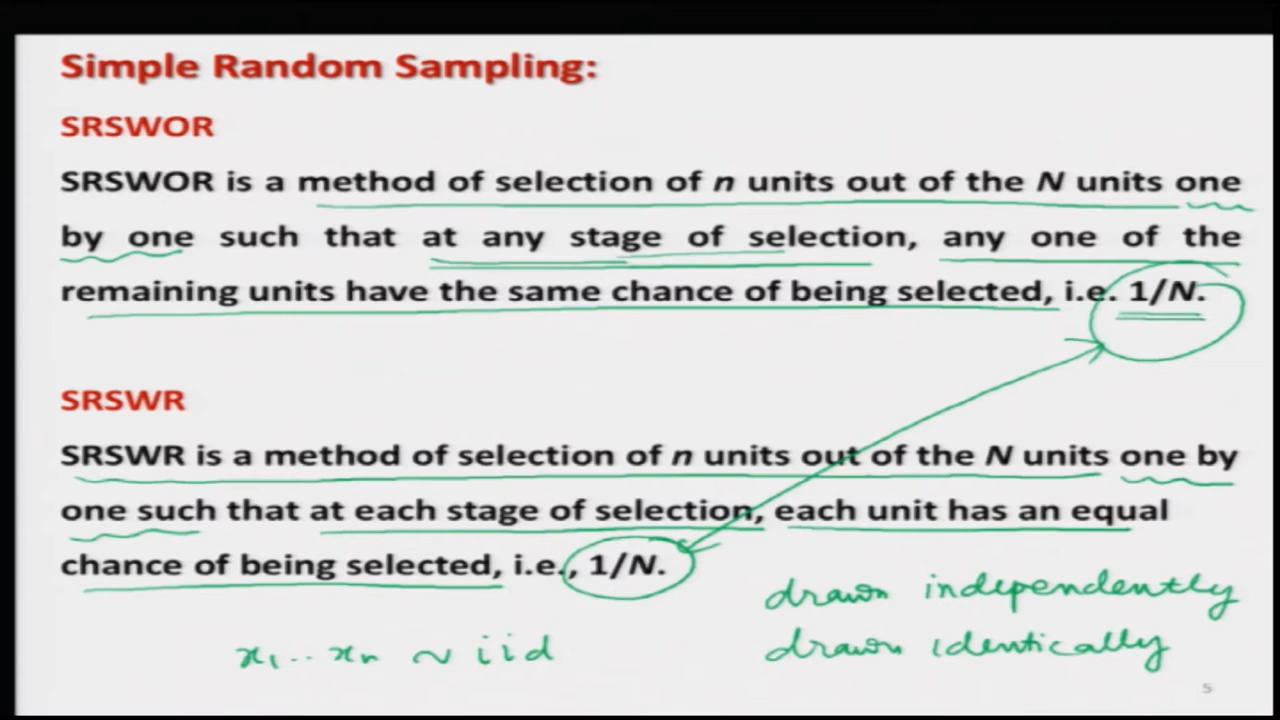 Simple Random Sampling:
SRSWOR
SRSWOR is a method of selection of n units out of the N units one
by one such that at any stage of selection, any one of the
remaining units have the same chance of being selected, i.e. 1/N.
SRSWR
SRSWR is a method of selection of n units out of the N units one by
one such that at each stage of selection, each unit has an equal
chance of being selected, i.e., 1/N.
drawn independently
x₁.. xₙ ~ iid
drawn identically
5